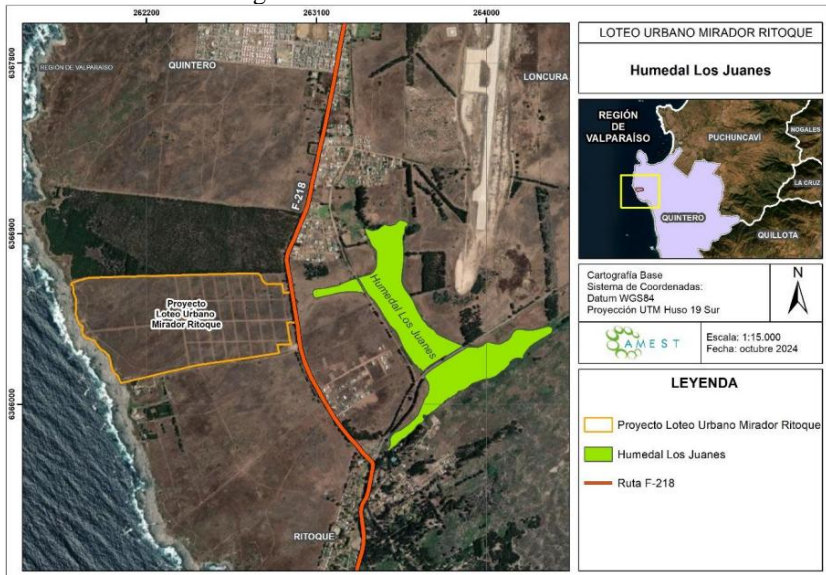 262200
263100
264000
6367800
6366900
6366000
REGIÓN DE VALPARAÍSO
QUINTERO
LONCURA
F-218
Humedal Los Juanes
Proyecto
Loteo Urbano
Mirador Ritoque
RITOQUE
LOTEO URBANO MIRADOR RITOQUE
Humedal Los Juanes
REGIÓN
DE
VALPARAÍSO
PUCHUNCAVÍ
NOGALES
LA CRUZ
QUINTERO
QUILLOTA
Cartografía Base
Sistema de Coordenadas:
Datum WGS84
Proyección UTM Huso 19 Sur
N
AMEST
Escala: 1:15.000
Fecha: octubre 2024
LEYENDA
Proyecto Loteo Urbano Mirador Ritoque
Humedal Los Juanes
Ruta F-218